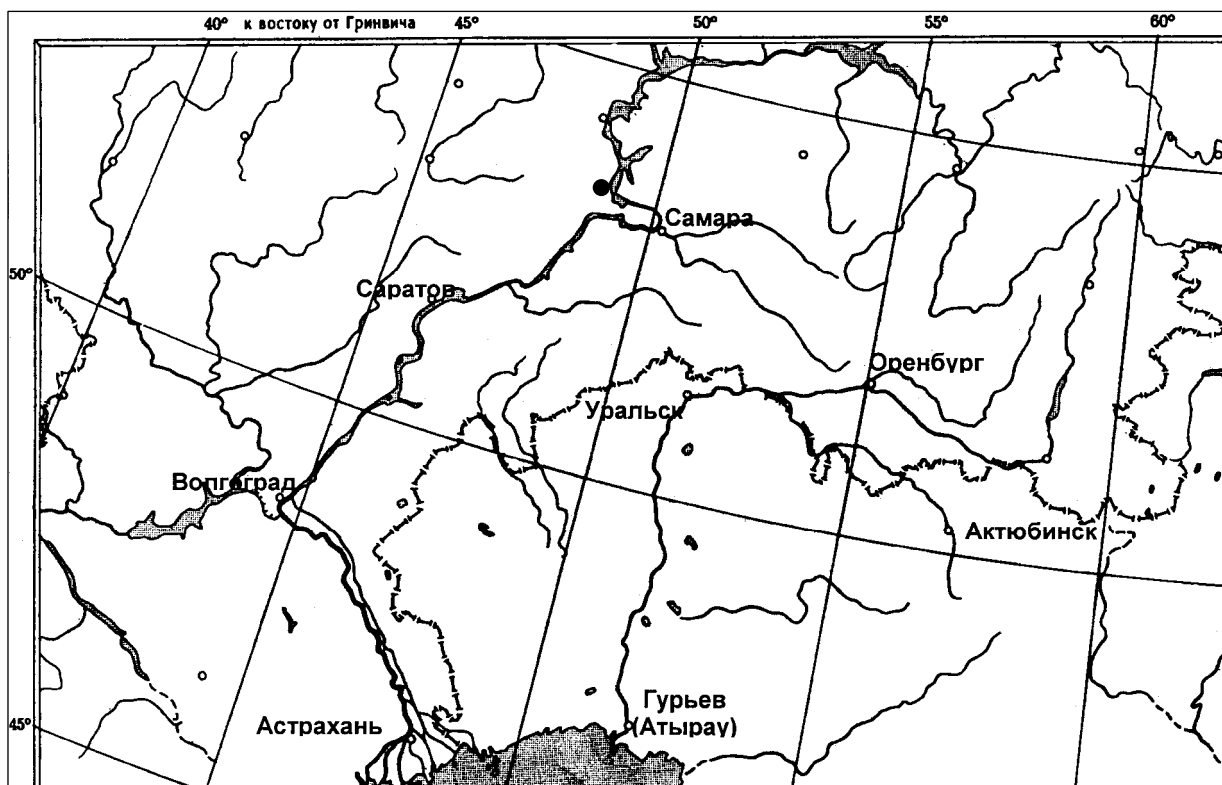 40° к востоку от Гринвича 45° 50° 55° 60°
Самара
50°
Саратов
Оренбург
Уральск
Волгоград
Актюбинск
Гурьев
(Атырау)
Астрахань
45°